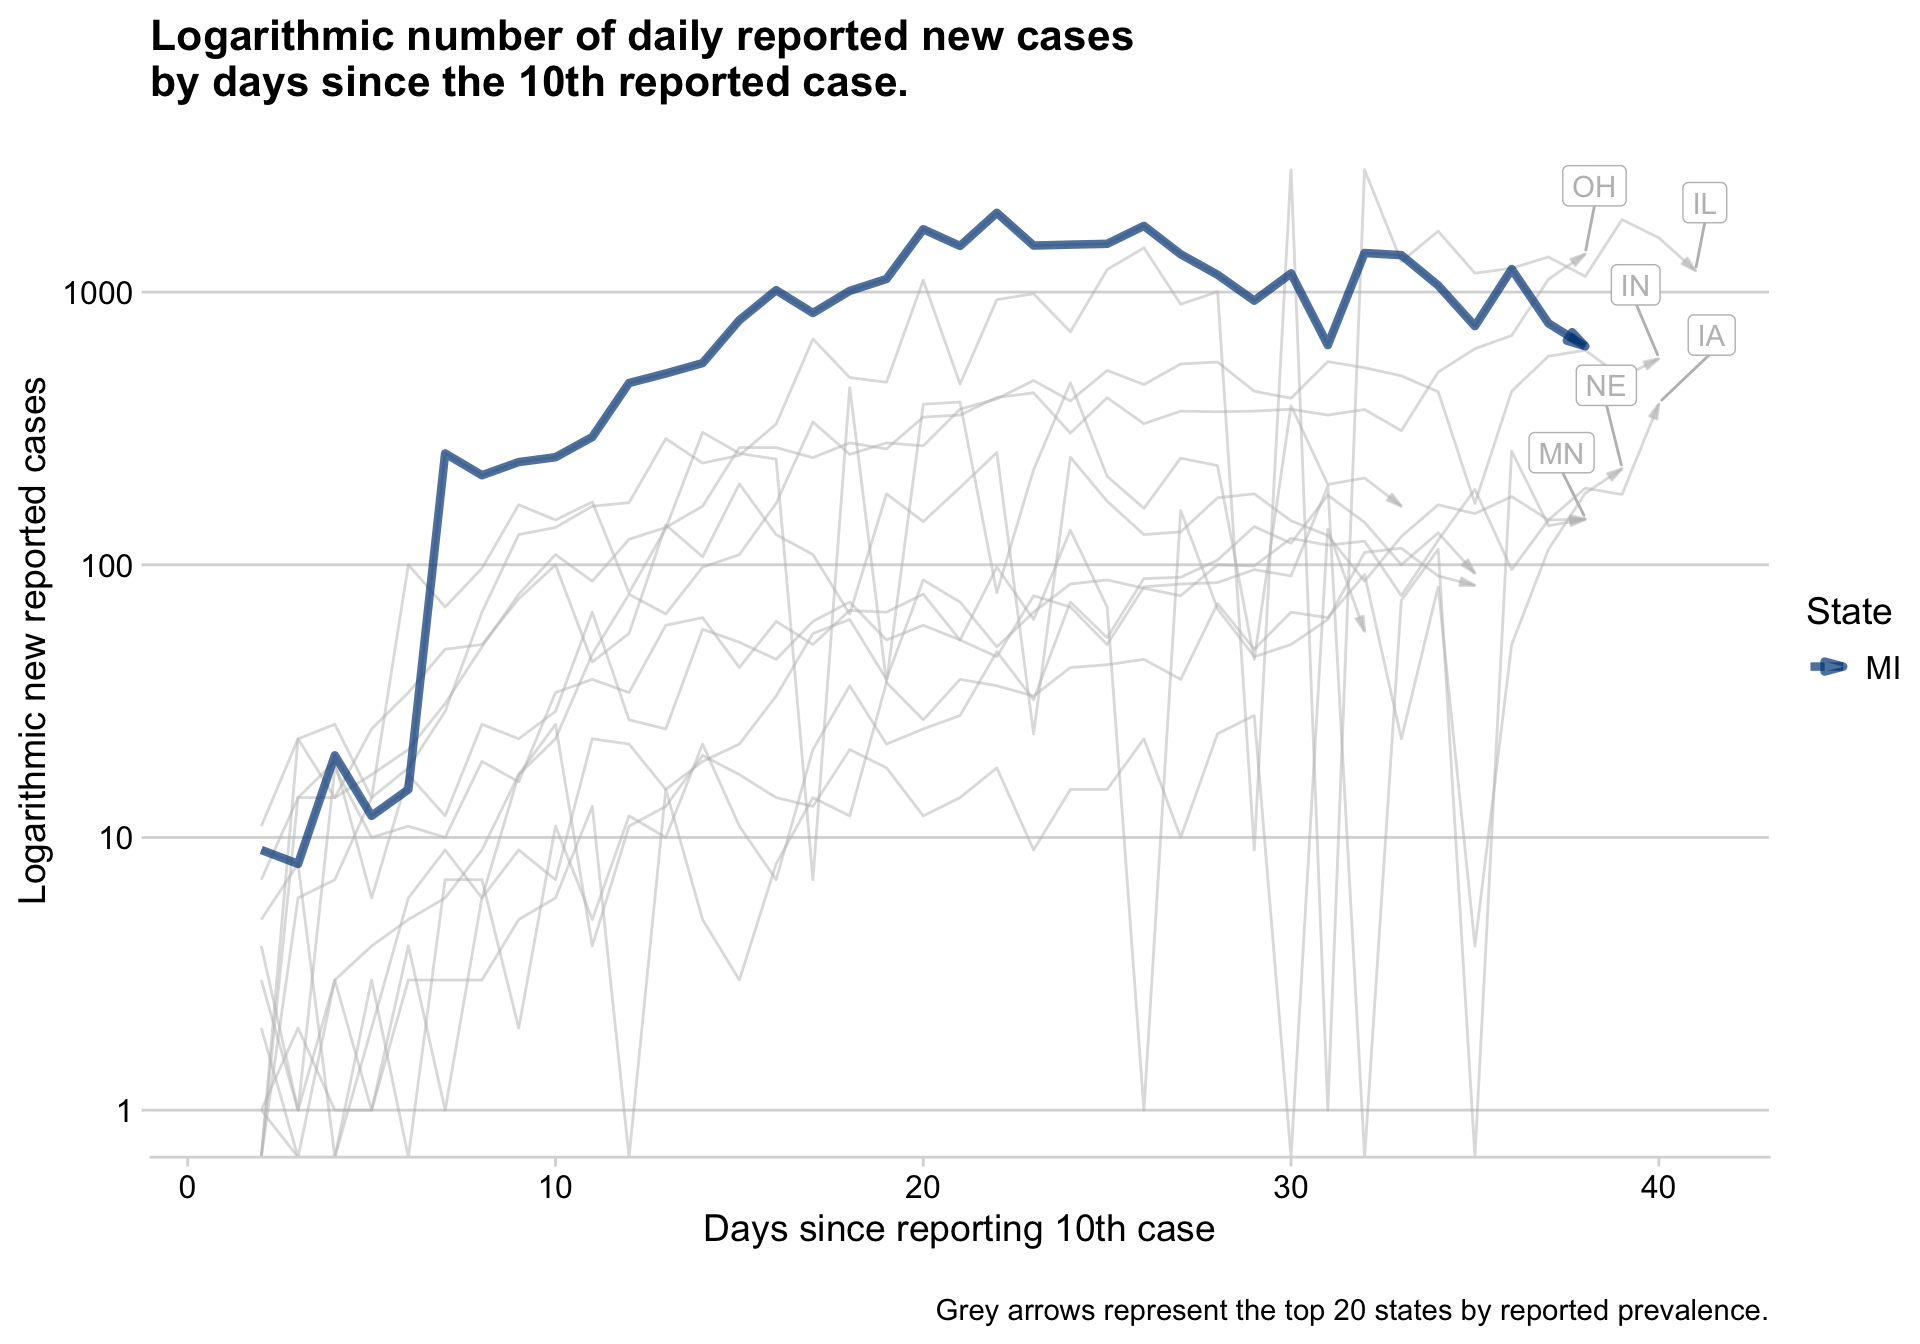 Logarithmic number of daily reported new cases
by days since the 10th reported case.
OH
IL
IN
IA
NE
MN
1000
100
10
1
Logarithmic new reported cases
0 10 20 30 40
Days since reporting 10th case
State
MI
Grey arrows represent the top 20 states by reported prevalence.